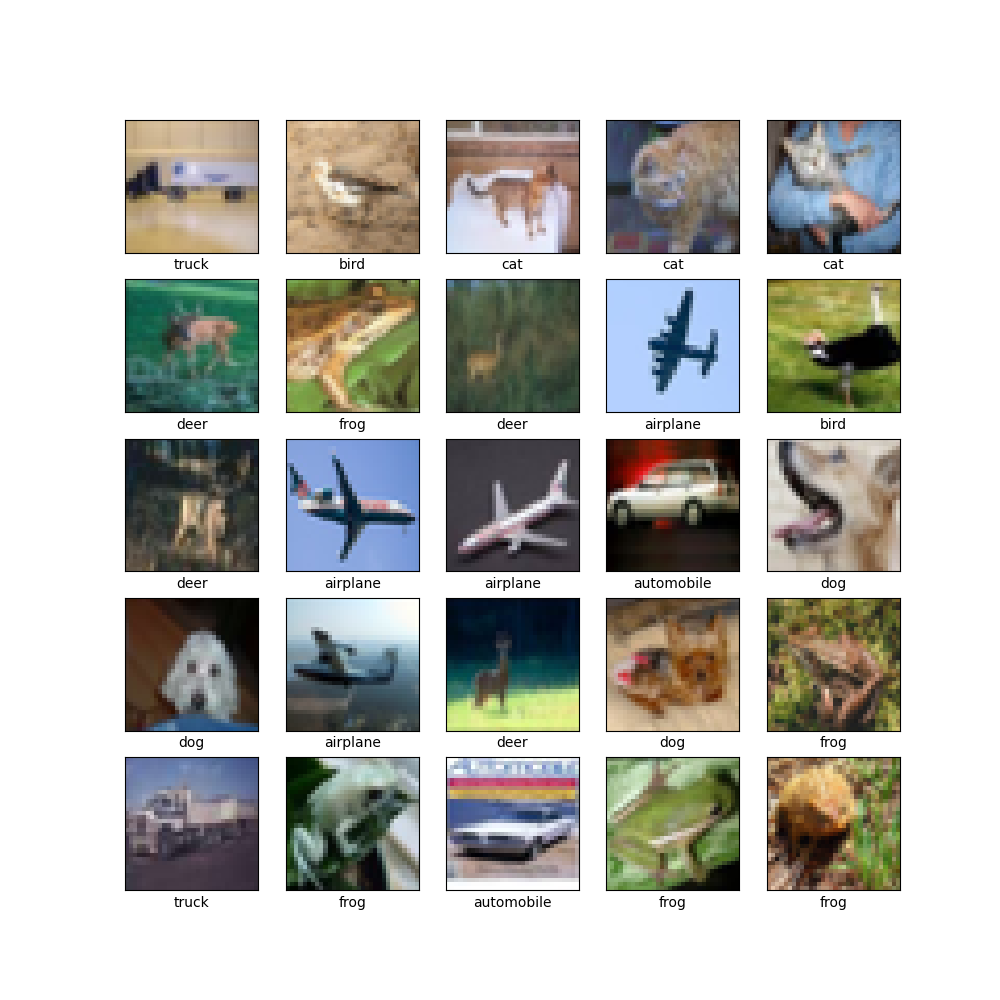 truck bird cat cat cat
deer frog deer airplane bird
deer airplane airplane automobile dog
dog airplane deer dog frog
truck frog automobile frog frog